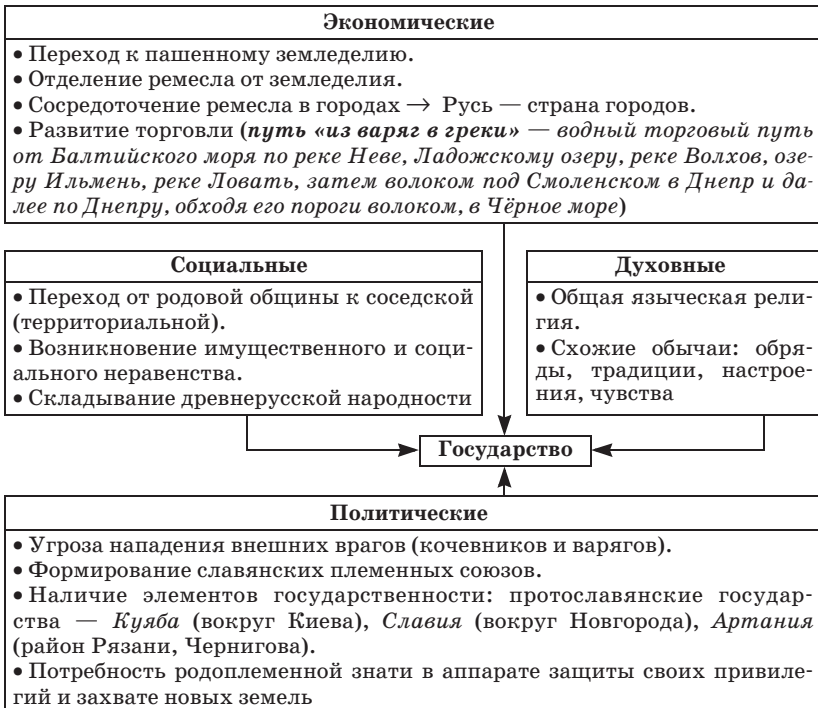 Экономические
• Переход к пашенному земледелию.
• Отделение ремесла от земледелия.
• Сосредоточение ремесла в городах → Русь — страна городов.
• Развитие торговли (путь «из варяг в греки» — водный торговый путь
от Балтийского моря по реке Неве, Ладожскому озеру, реке Волхов, озе-
ру Ильмень, реке Ловать, затем волоком под Смоленском в Днепр и да-
лее по Днепру, обходя его пороги волоком, в Чёрное море)
Социальные
• Переход от родовой общины к соседской
(территориальной).
• Возникновение имущественного и соци-
ального неравенства.
• Складывание древнерусской народности
Духовные
• Общая языческая рели-
гия.
• Схожие обычаи: обря-
ды, традиции, настрое-
ния, чувства
Государство
Политические
• Угроза нападения внешних врагов (кочевников и варягов).
• Формирование славянских племенных союзов.
• Наличие элементов государственности: протославянские государ-
ства — Куяба (вокруг Киева), Славия (вокруг Новгорода), Артания
(район Рязани, Чернигова).
• Потребность родоплеменной знати в аппарате защиты своих привиле-
гий и захвате новых земель